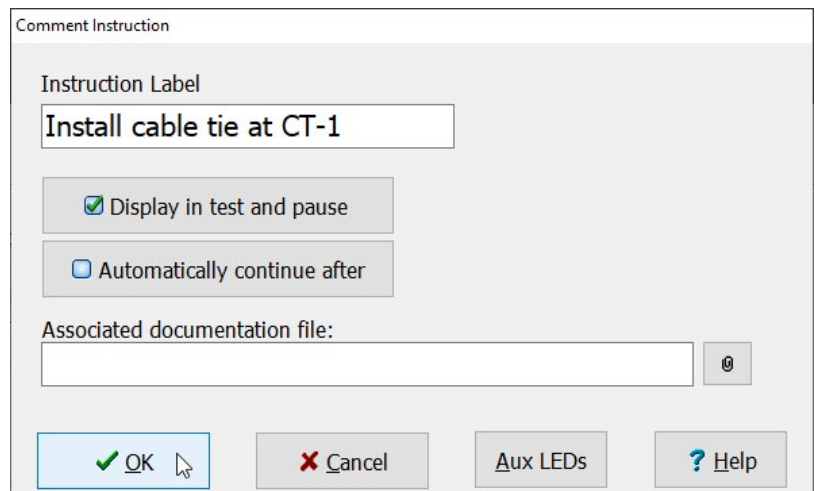 Comment Instruction
Instruction Label
Install cable tie at CT-1
Display in test and pause
Automatically continue after
Associated documentation file:
OK Cancel Aux LEDs Help